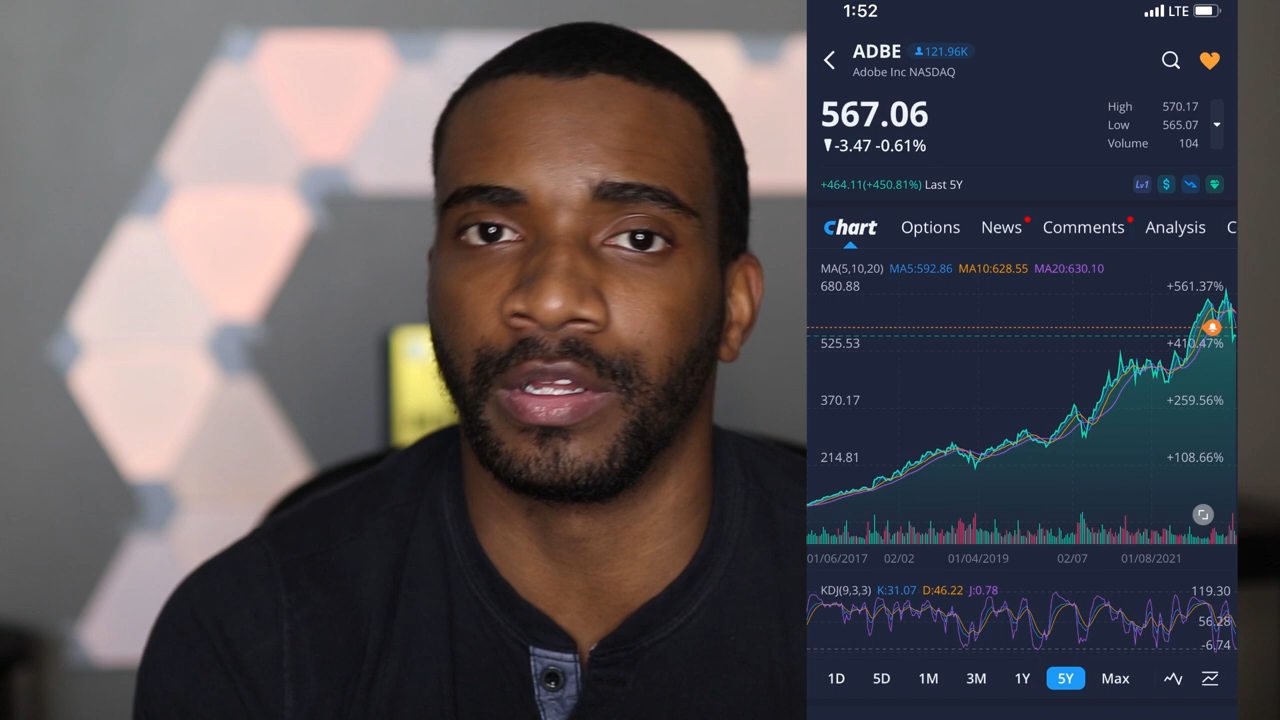 1:52 LTE
ADBE 121.96K
Adobe Inc NASDAQ
567.06
-3.47 -0.61%
High 570.17
Low 565.07
Volume 104
+464.11(+450.81%) Last 5Y
Lv1 $
Chart Options News Comments Analysis C
MA(5,10,20) MA5:592.86 MA10:628.55 MA20:630.10
680.88 +561.37%
525.53 +410.47%
370.17 +259.56%
214.81 +108.66%
01/06/2017 02/02 01/04/2019 02/07 01/08/2021
KDJ(9,3,3) K:31.07 D:46.22 J:0.78 119.30
56.28
-6.74
1D 5D 1M 3M 1Y 5Y Max